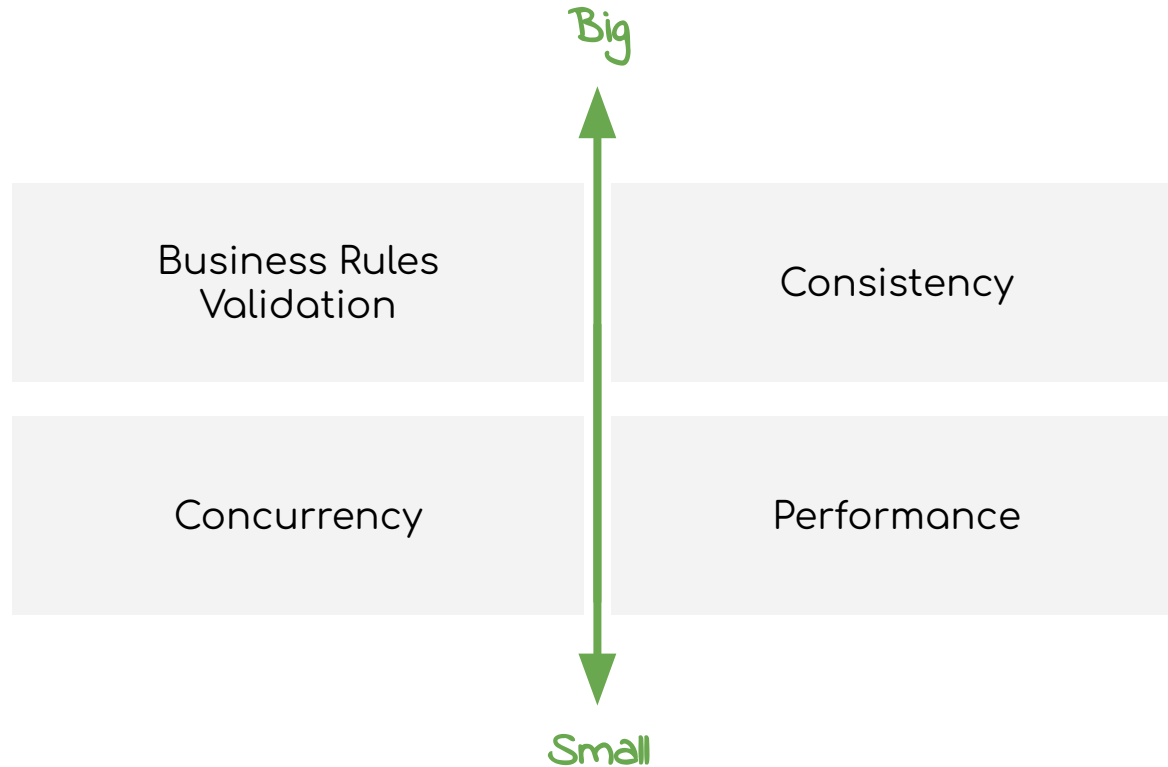 Big
Business Rules
Validation
Consistency
Concurrency
Performance
Small